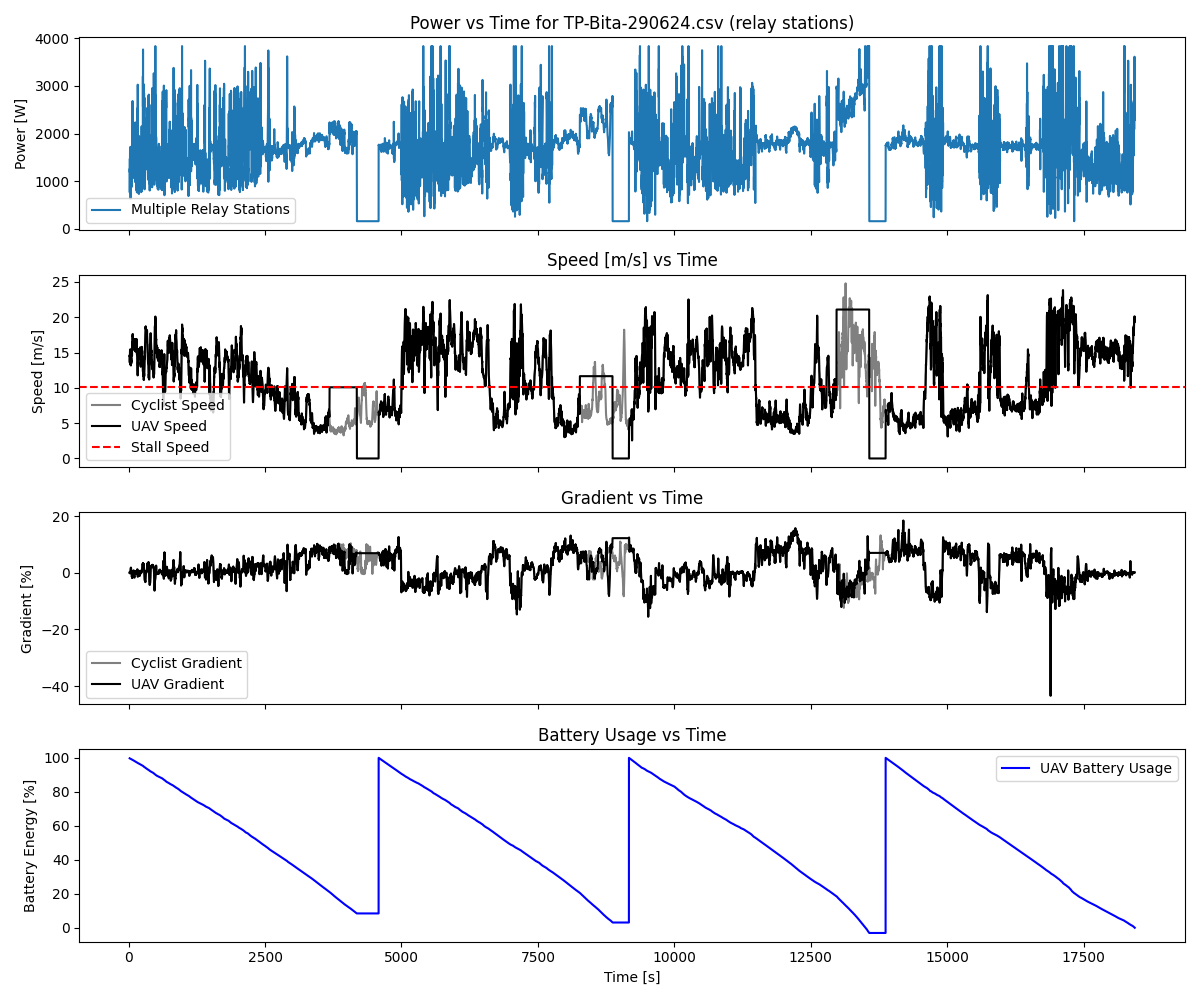 Power vs Time for TP-Bita-290624.csv (relay stations)
4000
3000
2000
1000
0
Power [W]
Multiple Relay Stations
Speed [m/s] vs Time
25
20
15
10
5
0
Speed [m/s]
Cyclist Speed
UAV Speed
Stall Speed
Gradient vs Time
20
0
−20
−40
Gradient [%]
Cyclist Gradient
UAV Gradient
Battery Usage vs Time
100
80
60
40
20
0
Battery Energy [%]
UAV Battery Usage
0 2500 5000 7500 10000 12500 15000 17500
Time [s]